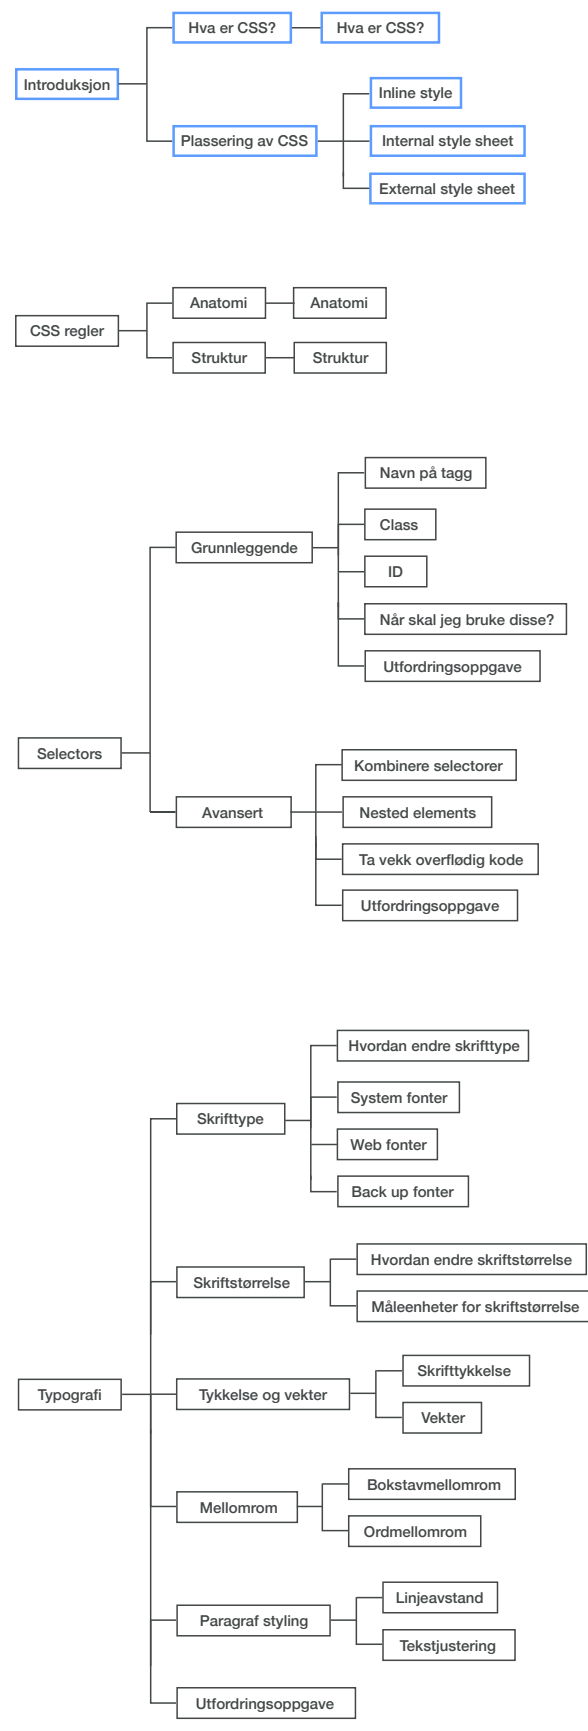 Hva er CSS?
Hva er CSS?
Introduksjon
Inline style
Plassering av CSS
Internal style sheet
External style sheet
Anatomi
Anatomi
CSS regler
Struktur
Struktur
Navn på tagg
Class
Grunnleggende
ID
Når skal jeg bruke disse?
Utfordringsoppgave
Selectors
Kombinere selectorer
Avansert
Nested elements
Ta vekk overflødig kode
Utfordringsoppgave
Hvordan endre skrifttype
System fonter
Skrifttype
Web fonter
Back up fonter
Hvordan endre skriftstørrelse
Skriftstørrelse
Måleenheter for skriftstørrelse
Skrifttykkelse
Typografi
Tykkelse og vekter
Vekter
Bokstavmellomrom
Mellomrom
Ordmellomrom
Linjeavstand
Paragraf styling
Tekstjustering
Utfordringsoppgave